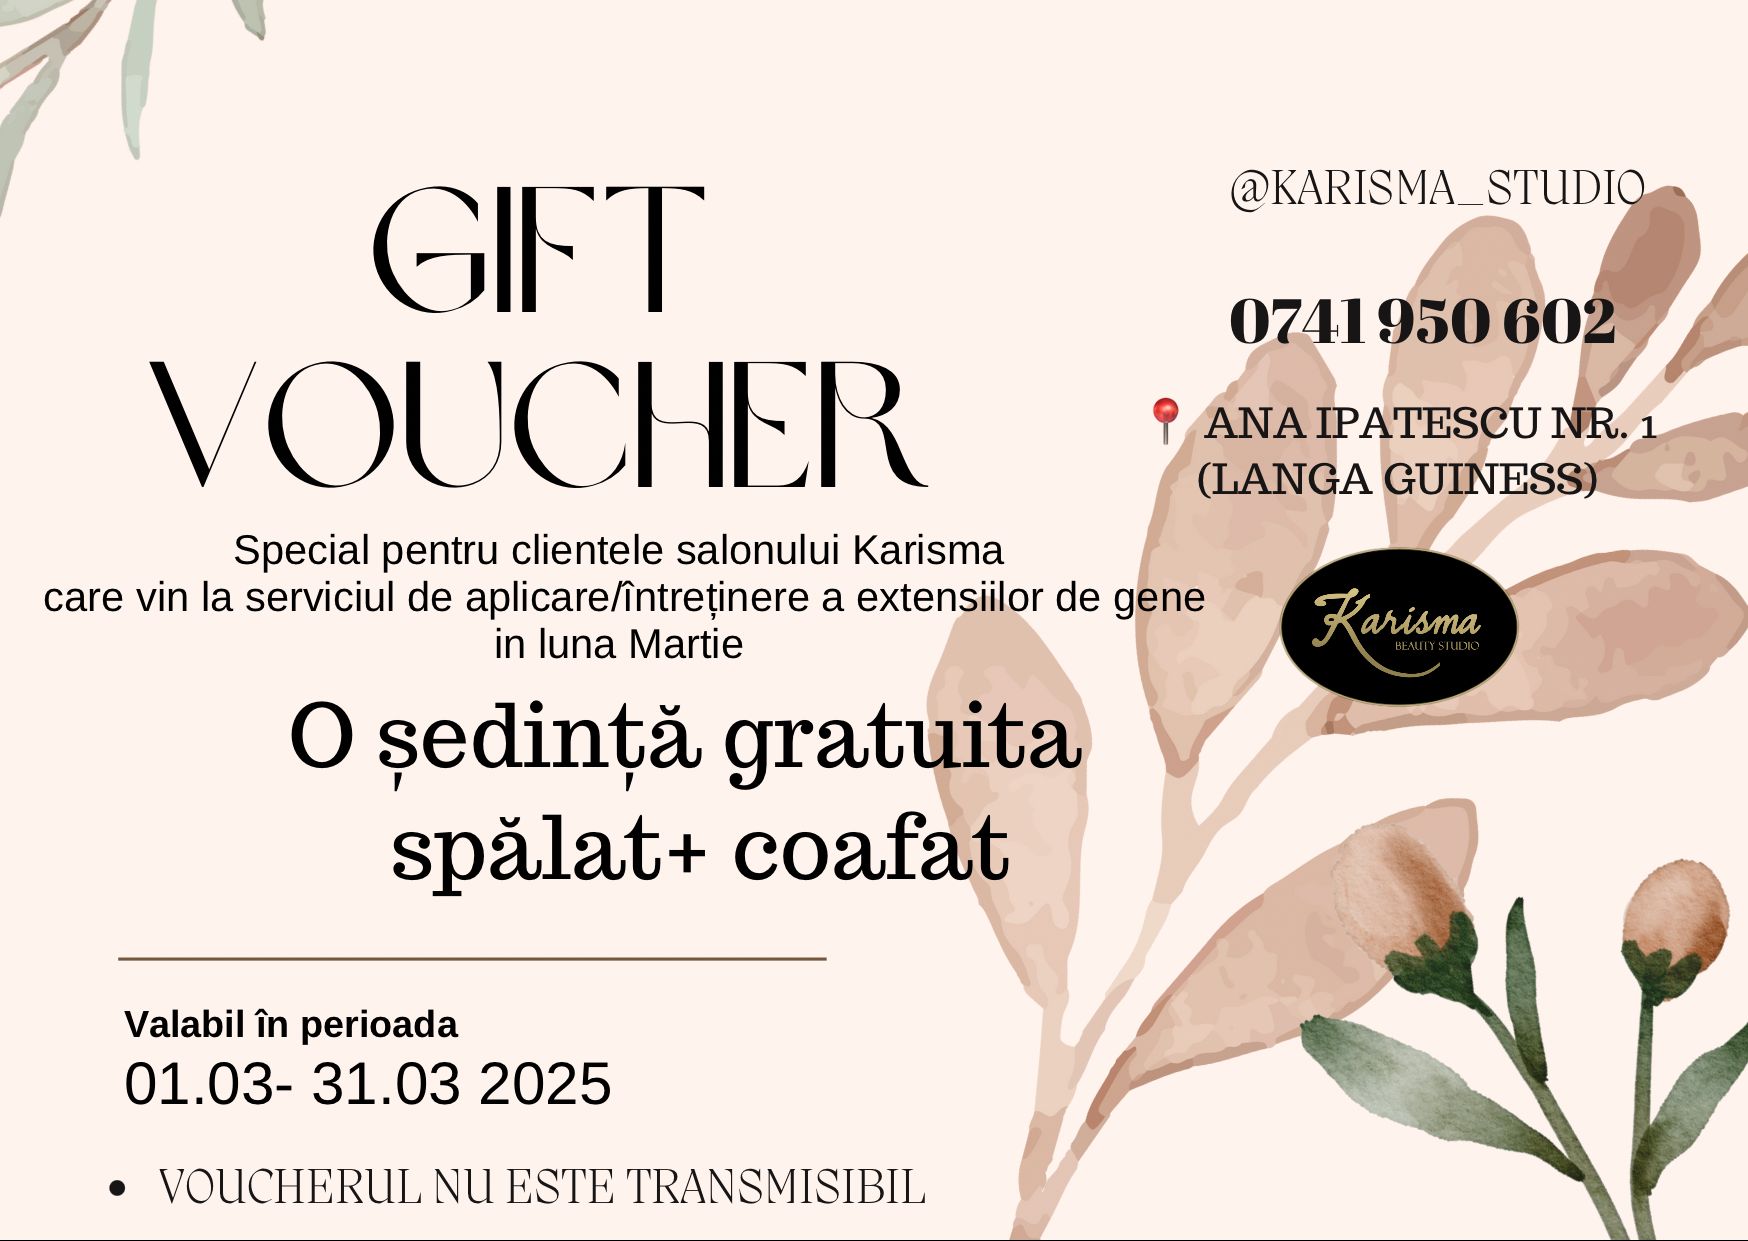 GIFT
VOUCHER
Special pentru clientele salonului Karisma
care vin la serviciul de aplicare/întreținere a extensiilor de gene
in luna Martie
O ședință gratuita
spălat+ coafat
Valabil în perioada
01.03- 31.03 2025
VOUCHERUL NU ESTE TRANSMISIBIL
@KARISMA_STUDIO
0741 950 602
ANA IPATESCU NR. 1
(LANGA GUINESS)
Karisma
BEAUTY STUDIO